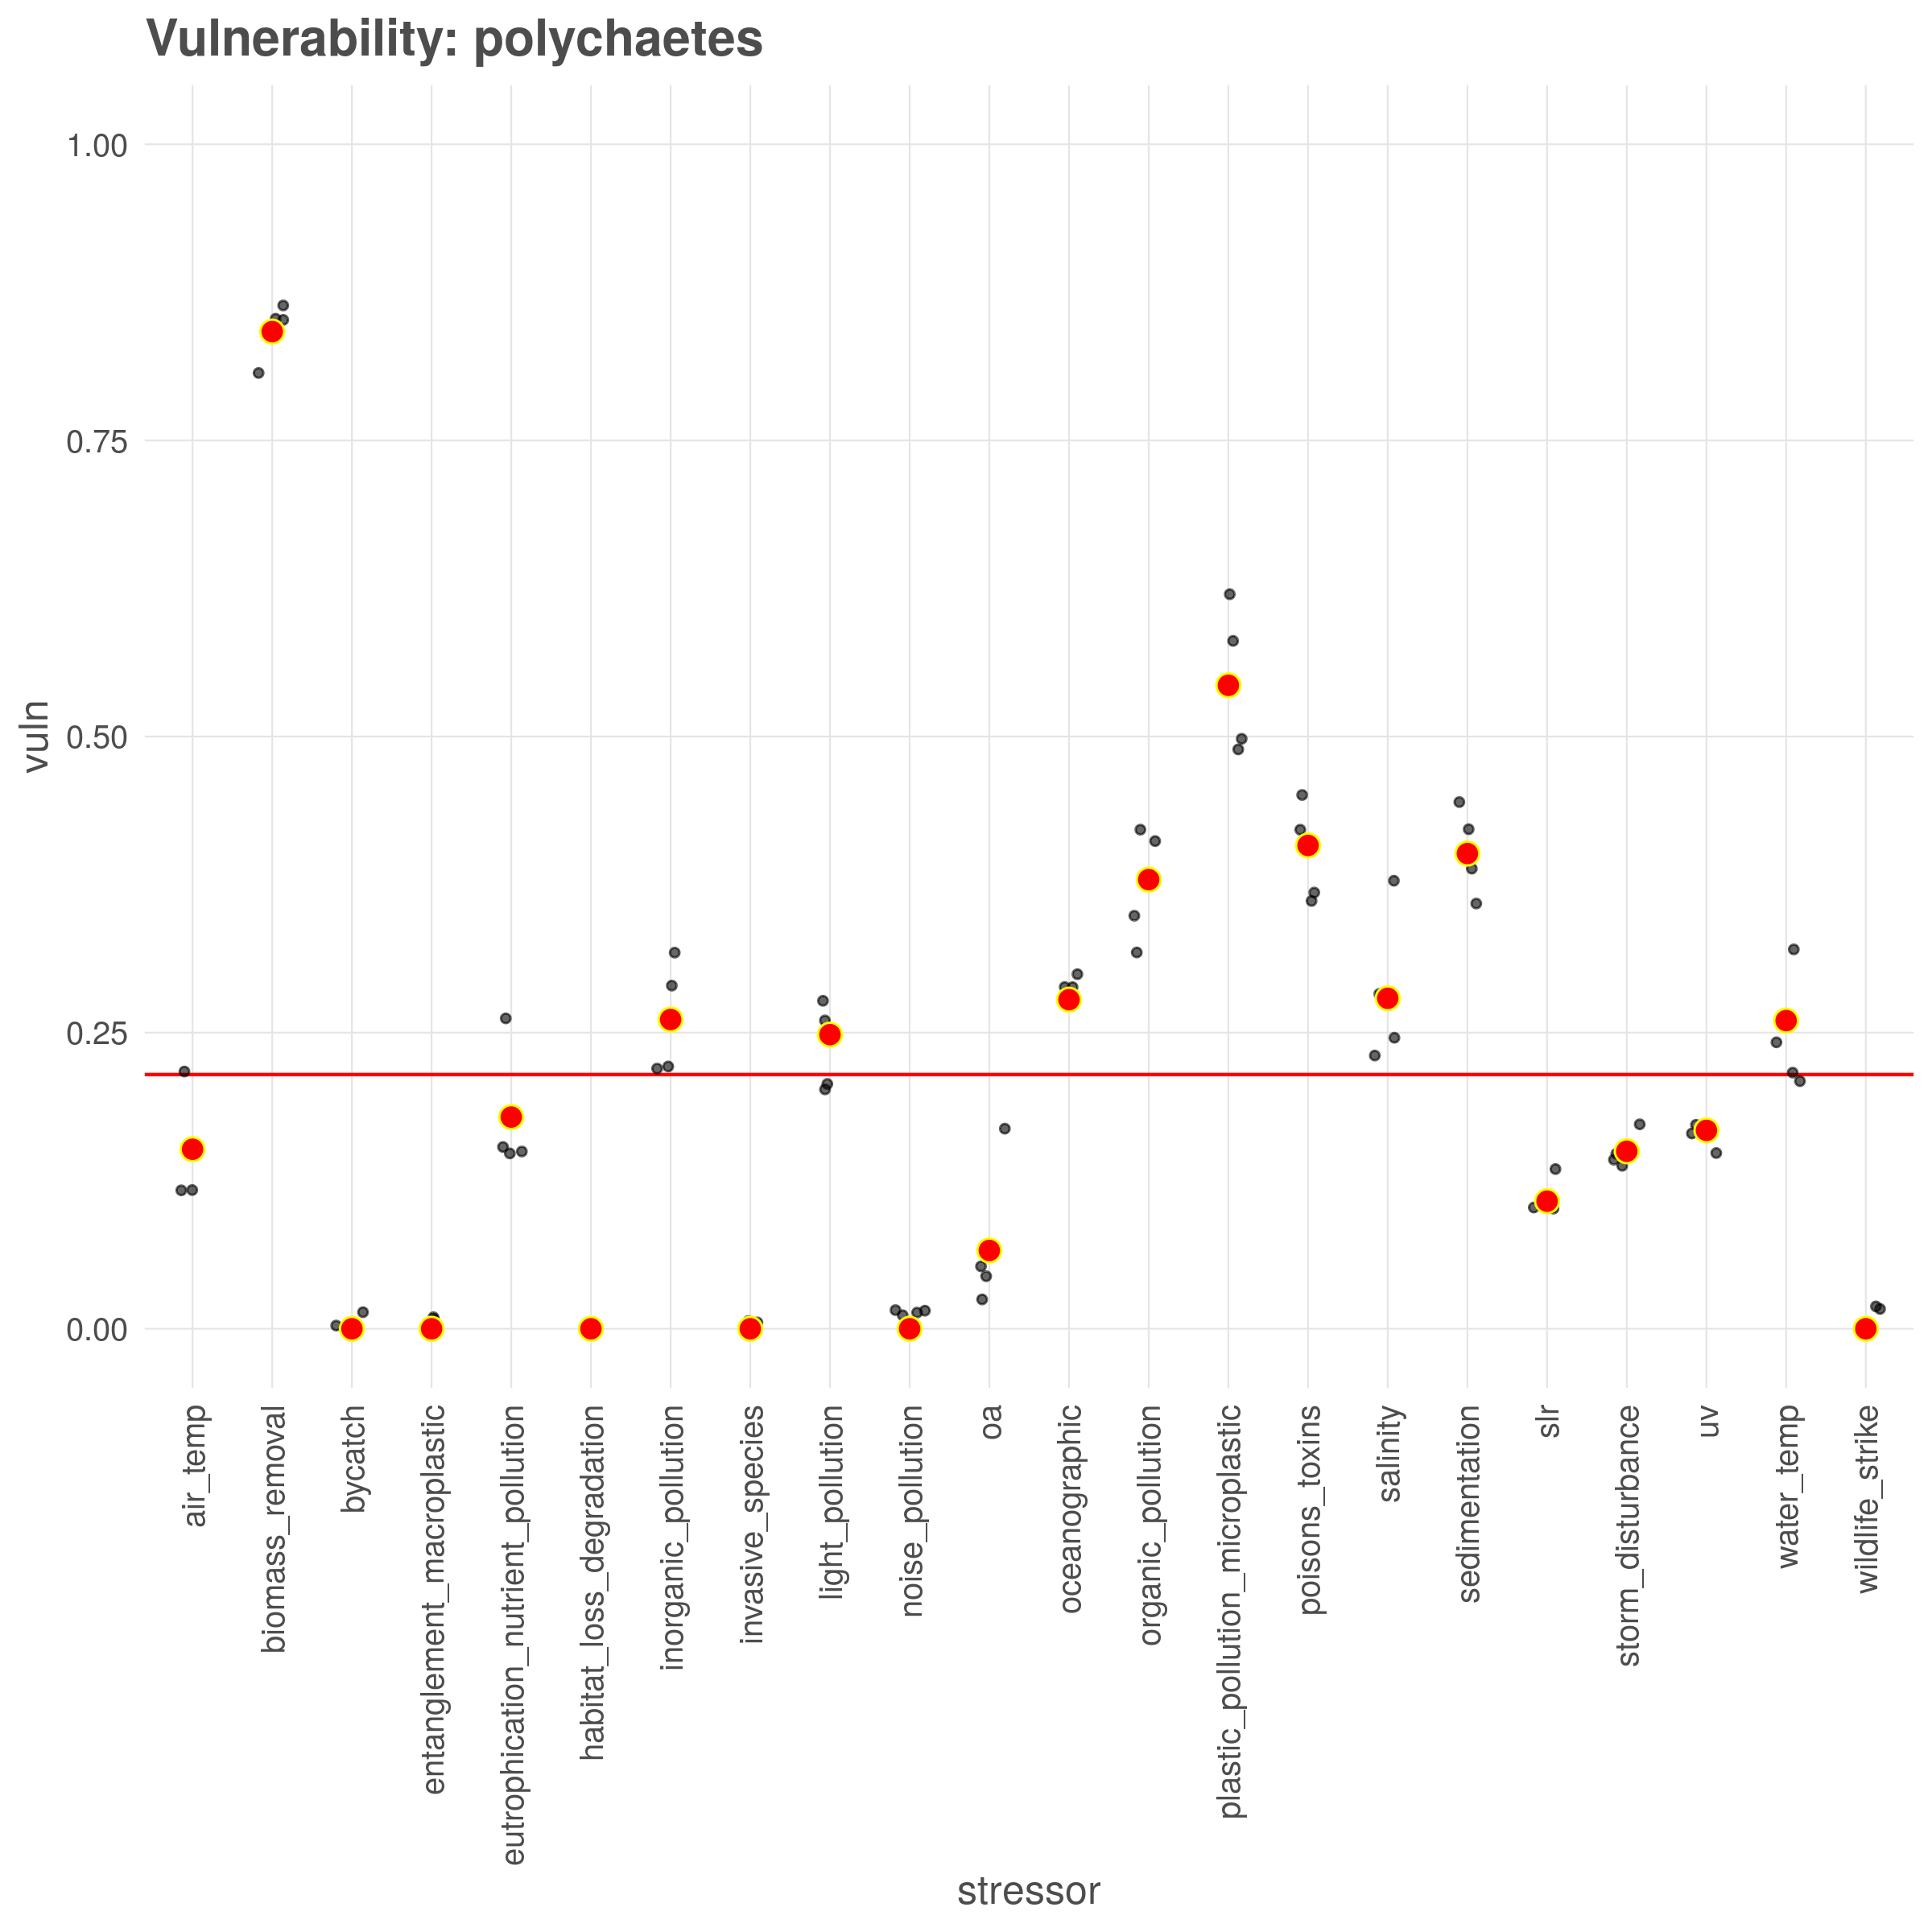 Vulnerability: polychaetes
1.00
0.75
0.50
0.25
0.00
vuln
air_temp
biomass_removal
bycatch
entanglement_macroplastic
eutrophication_nutrient_pollution
habitat_loss_degradation
inorganic_pollution
invasive_species
light_pollution
noise_pollution
oa
oceanographic
organic_pollution
plastic_pollution_microplastic
poisons_toxins
salinity
sedimentation
slr
storm_disturbance
uv
water_temp
wildlife_strike
stressor